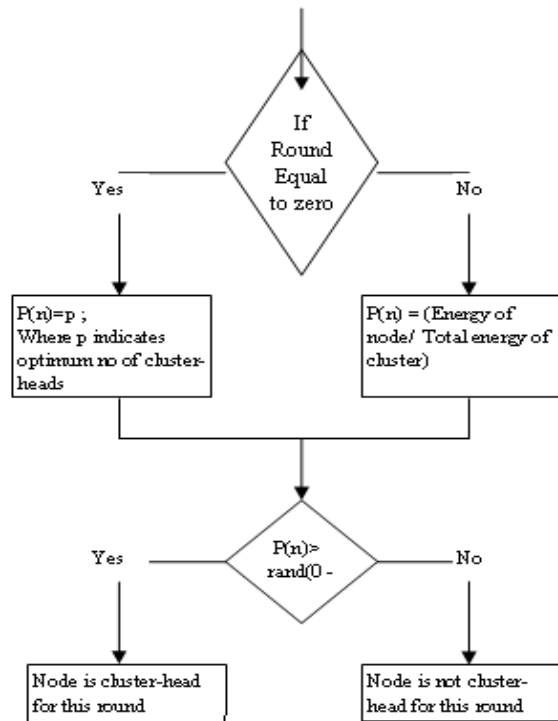 If
Round
Equal
to zero
Yes
No
P(n)=p ;
Where p indicates
optimum no of cluster-
heads
P(n) = (Energy of
node/ Total energy of
cluster)
P(n)>
rand(0 -
Yes
No
Node is cluster-head
for this round
Node is not cluster-
head for this round